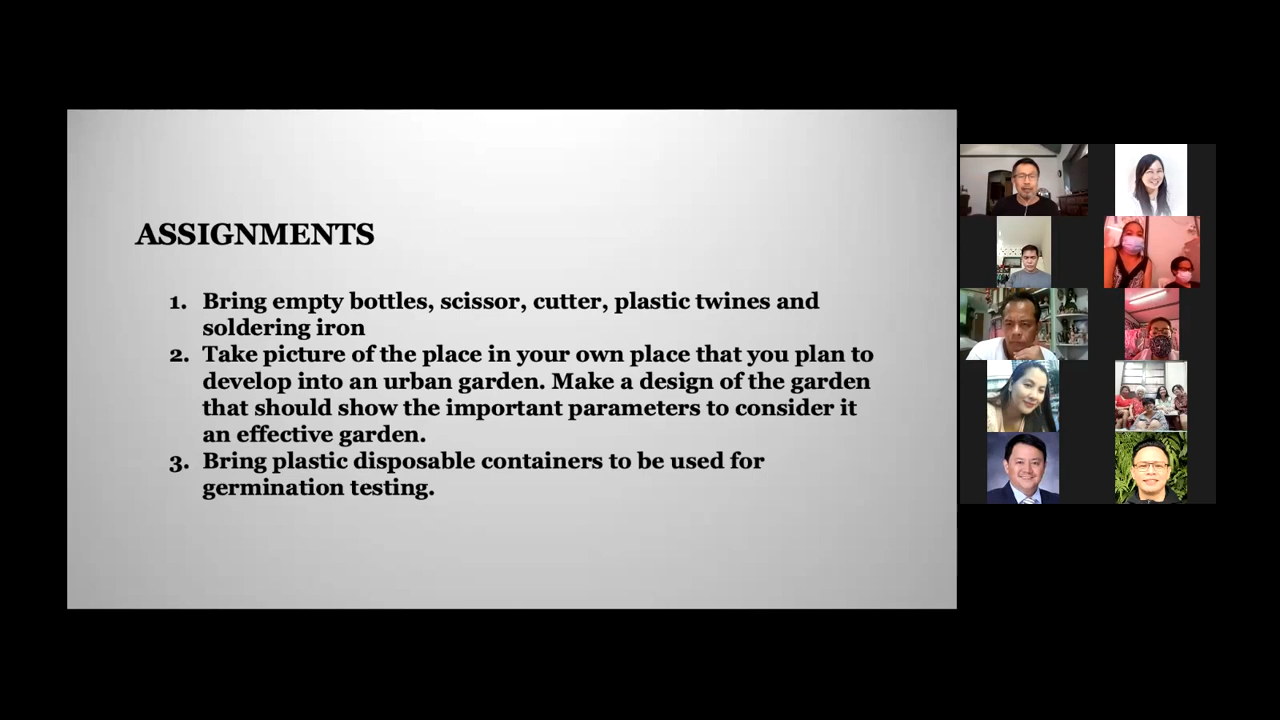 ASSIGNMENTS
1. Bring empty bottles, scissor, cutter, plastic twines and
soldering iron
2. Take picture of the place in your own place that you plan to
develop into an urban garden. Make a design of the garden
that should show the important parameters to consider it
an effective garden.
3. Bring plastic disposable containers to be used for
germination testing.